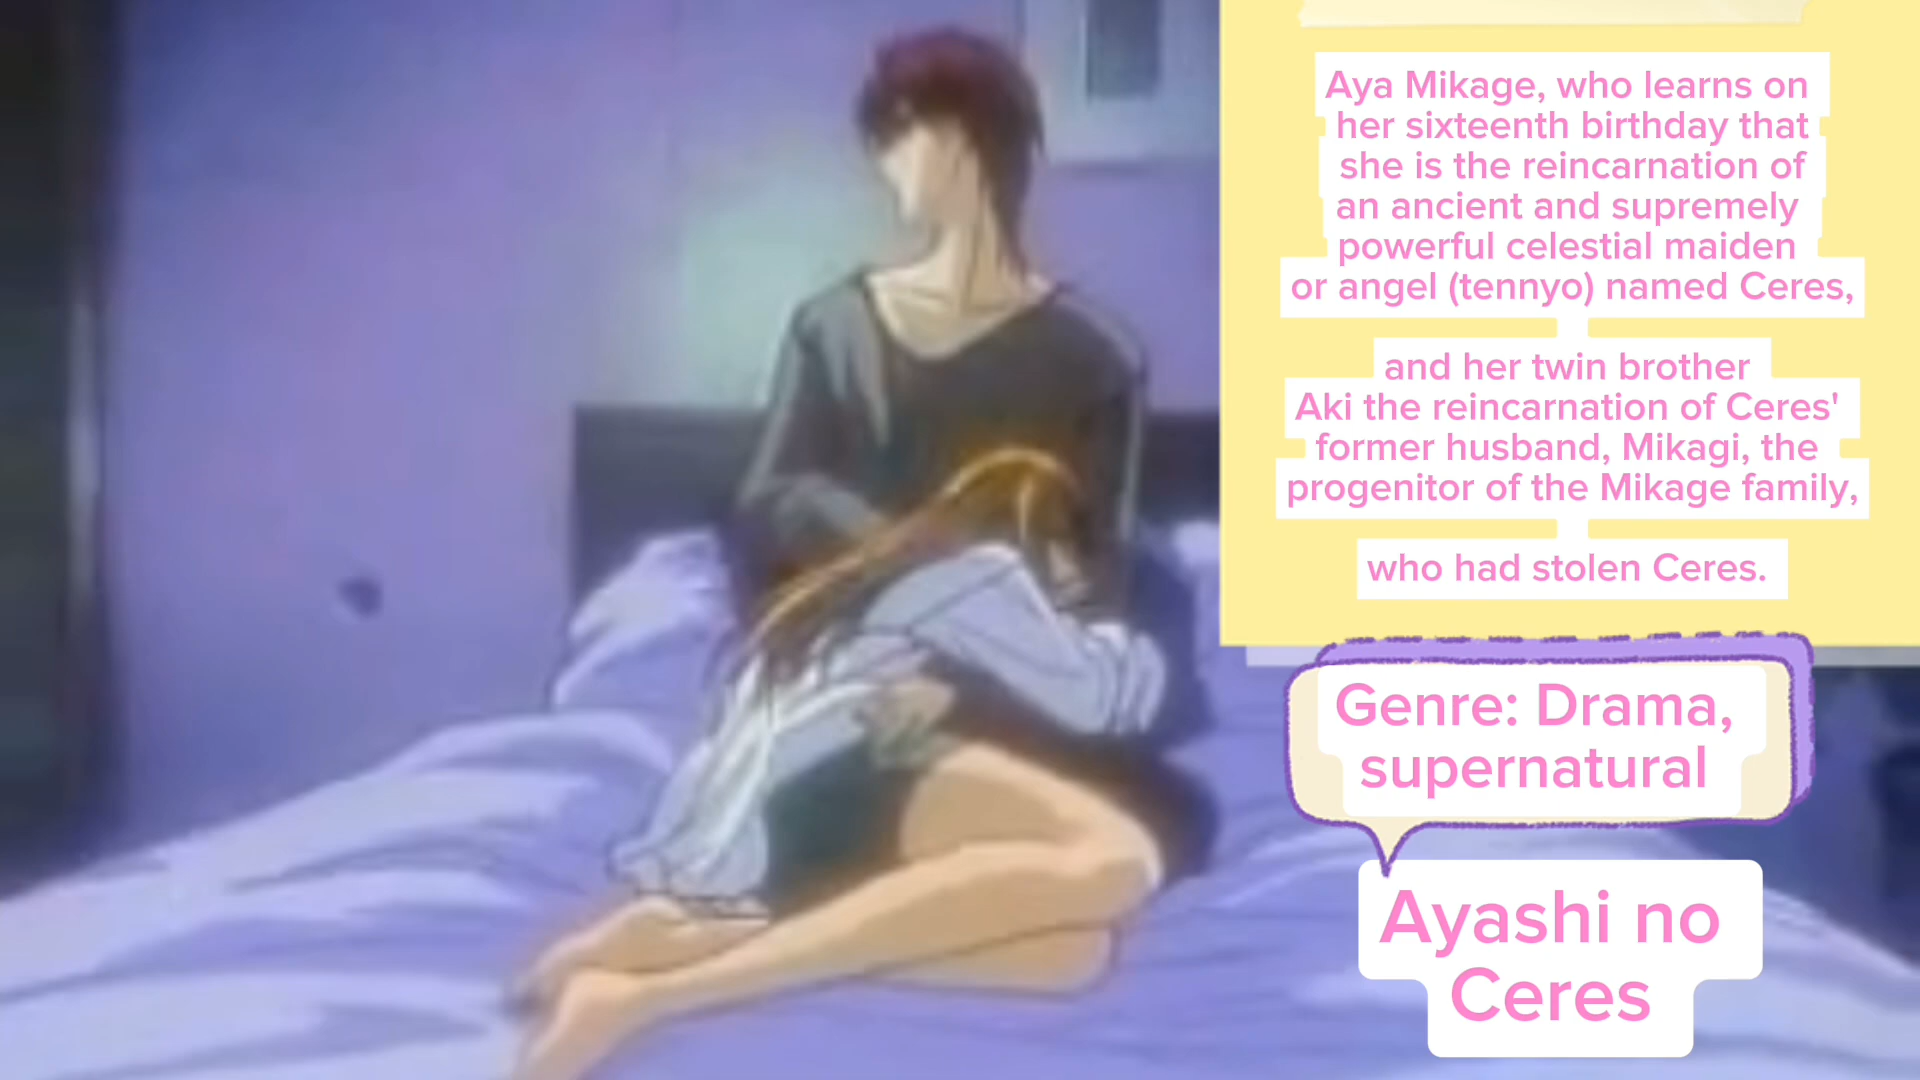 Aya Mikage, who learns on
her sixteenth birthday that
she is the reincarnation of
an ancient and supremely
powerful celestial maiden
or angel (tennyo) named Ceres,
and her twin brother
Aki the reincarnation of Ceres'
former husband, Mikagi, the
progenitor of the Mikage family,
who had stolen Ceres.
Genre: Drama,
supernatural
Ayashi no
Ceres